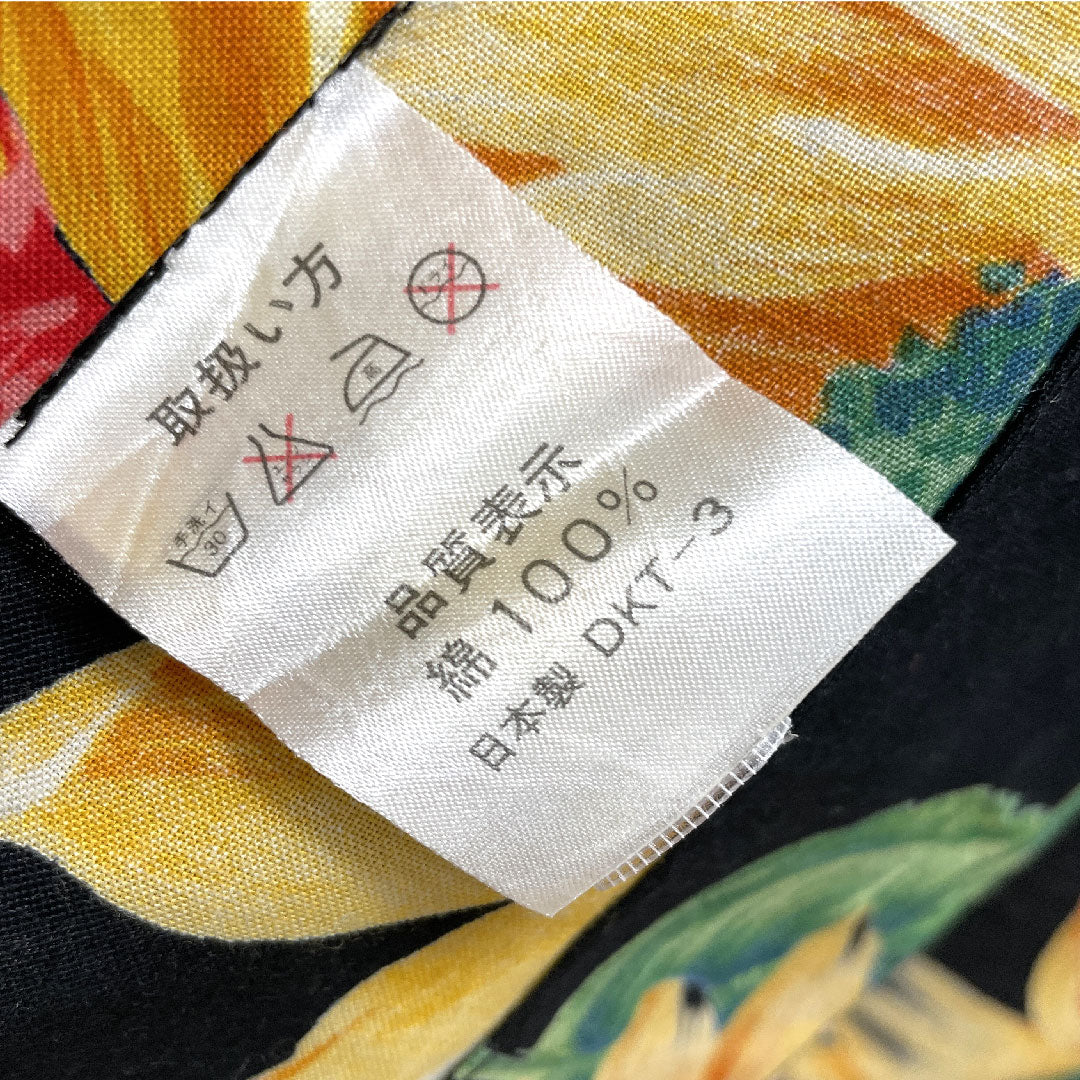 取扱い方
手洗イ
30
品質表示
綿 100%
日本製 DKT-3